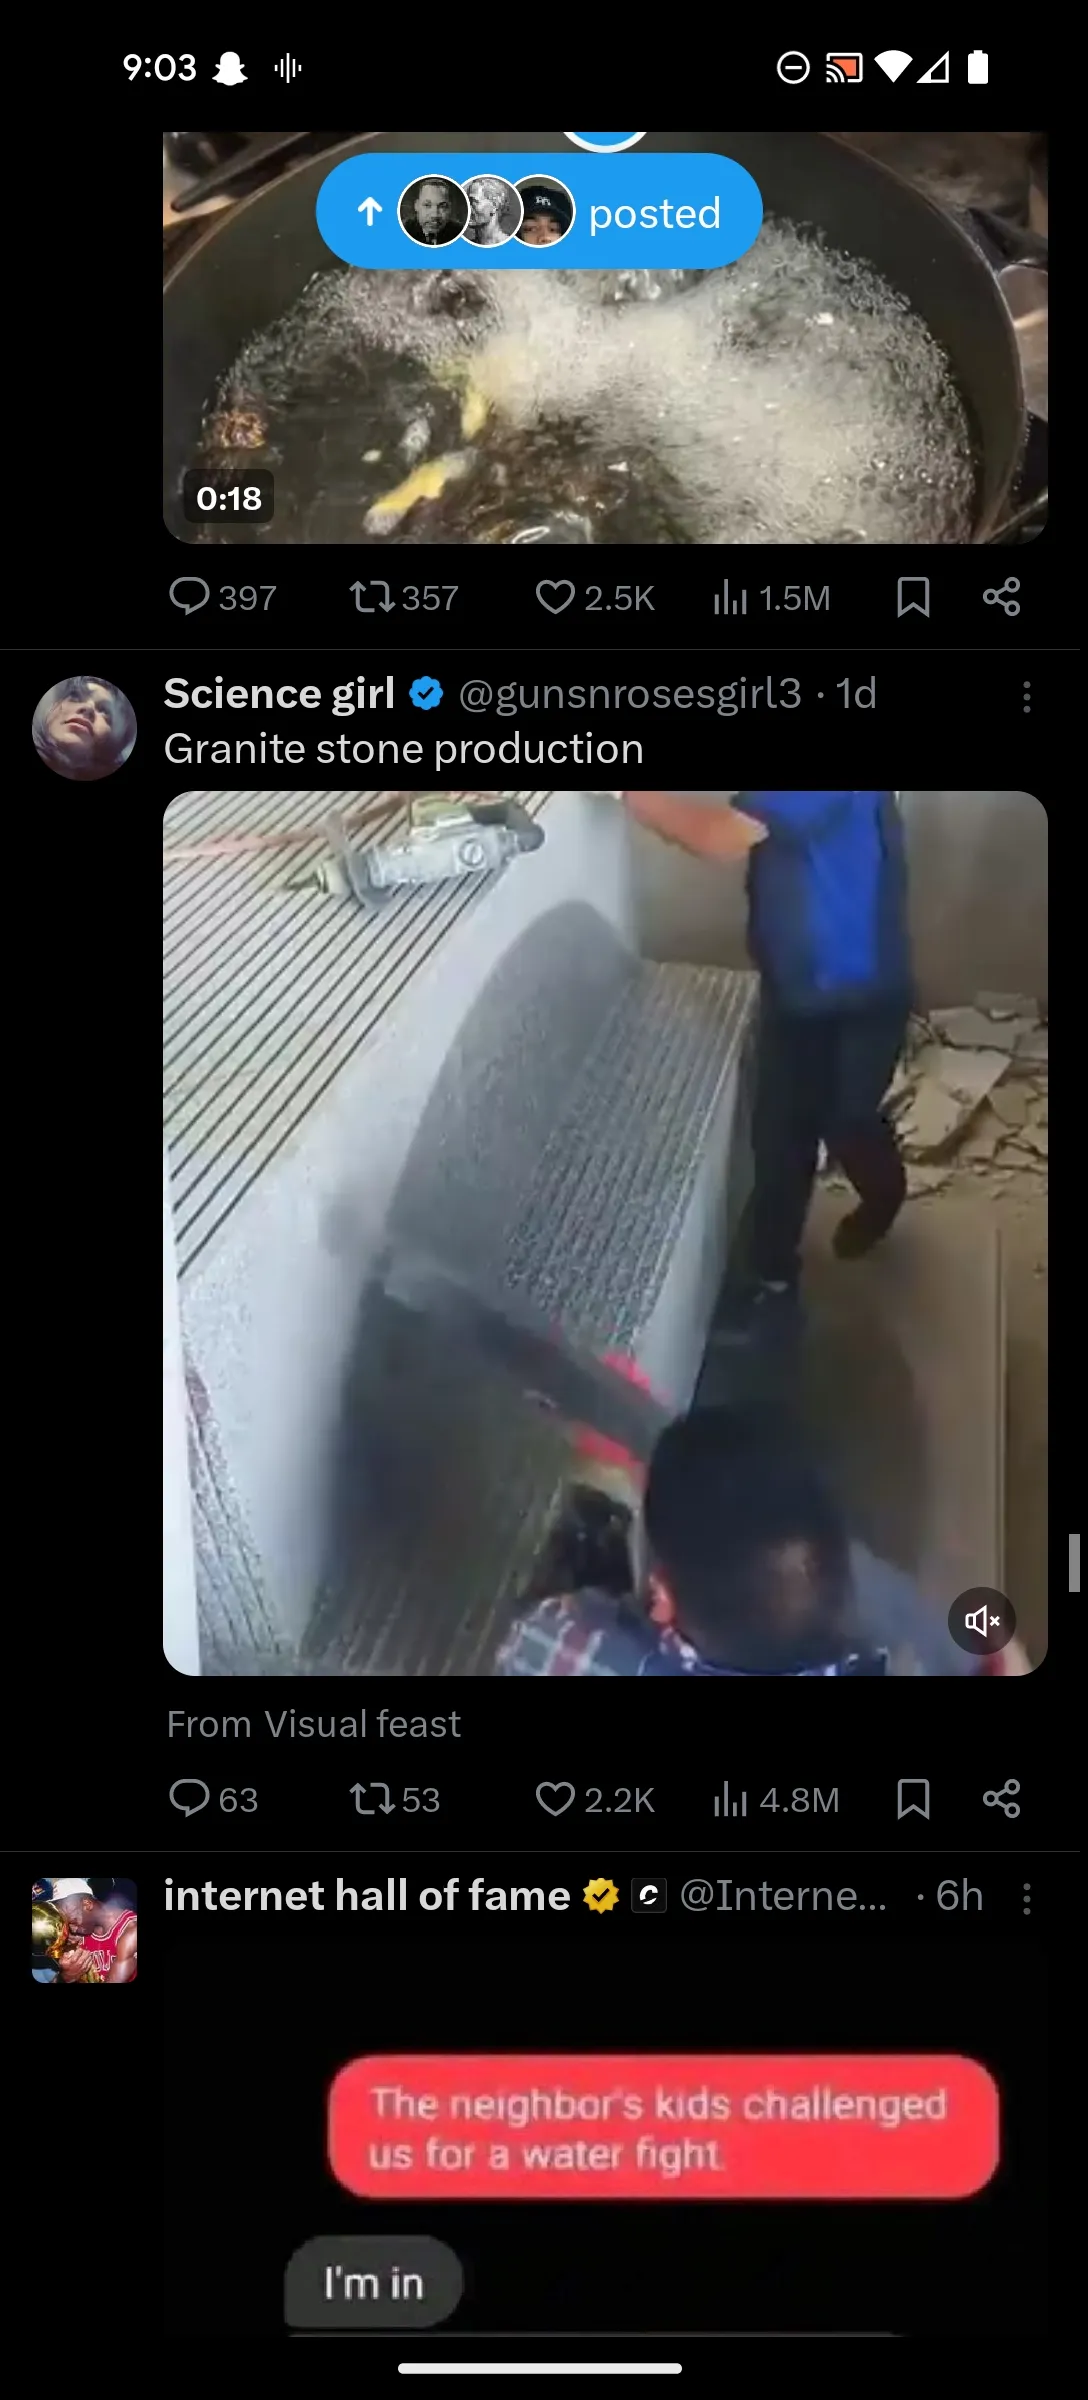 9:03
posted
0:18
397 357 2.5K 1.5M
Science girl @gunsnrosesgirl3 · 1d
Granite stone production
From Visual feast
63 53 2.2K 4.8M
internet hall of fame @Interne... · 6h
The neighbor's kids challenged
us for a water fight.
I'm in